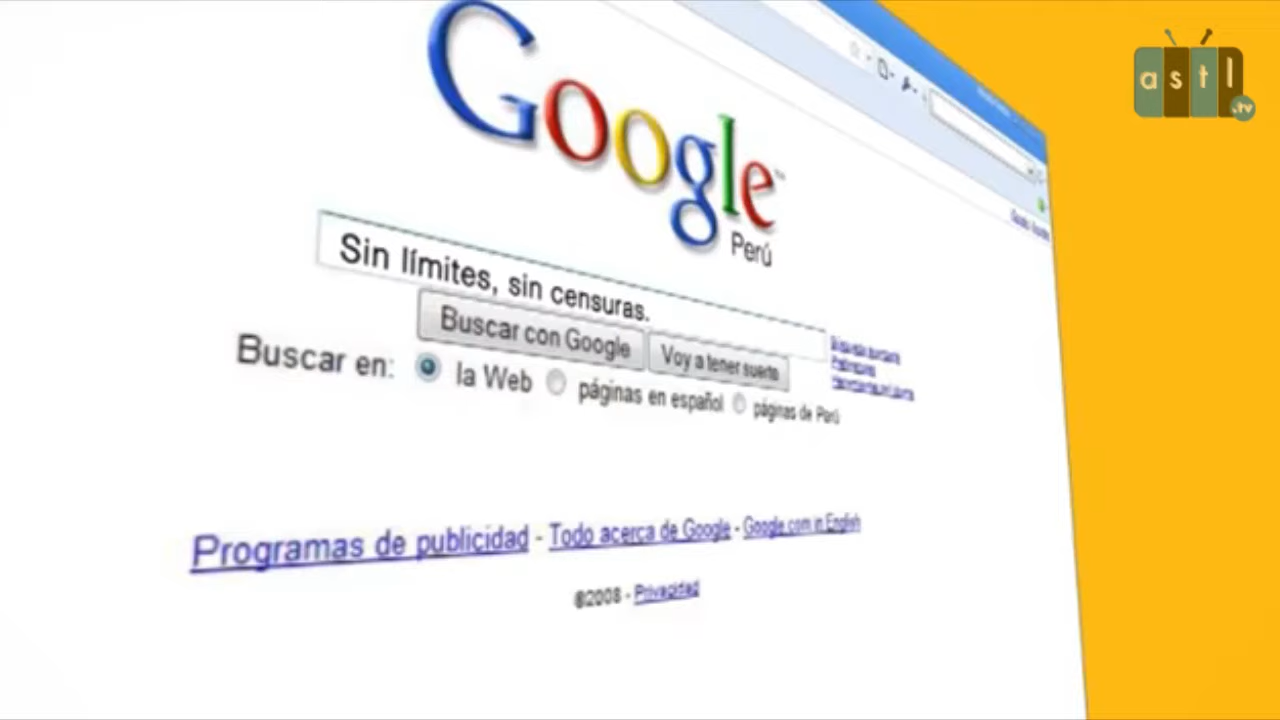 astl.tv
Google
Perú
Sin límites, sin censuras.
Buscar con Google Voy a tener suerte
Buscar en: la Web páginas en español páginas de Perú
Programas de publicidad - Todo acerca de Google - Google.com in English
©2008 - Privacidad